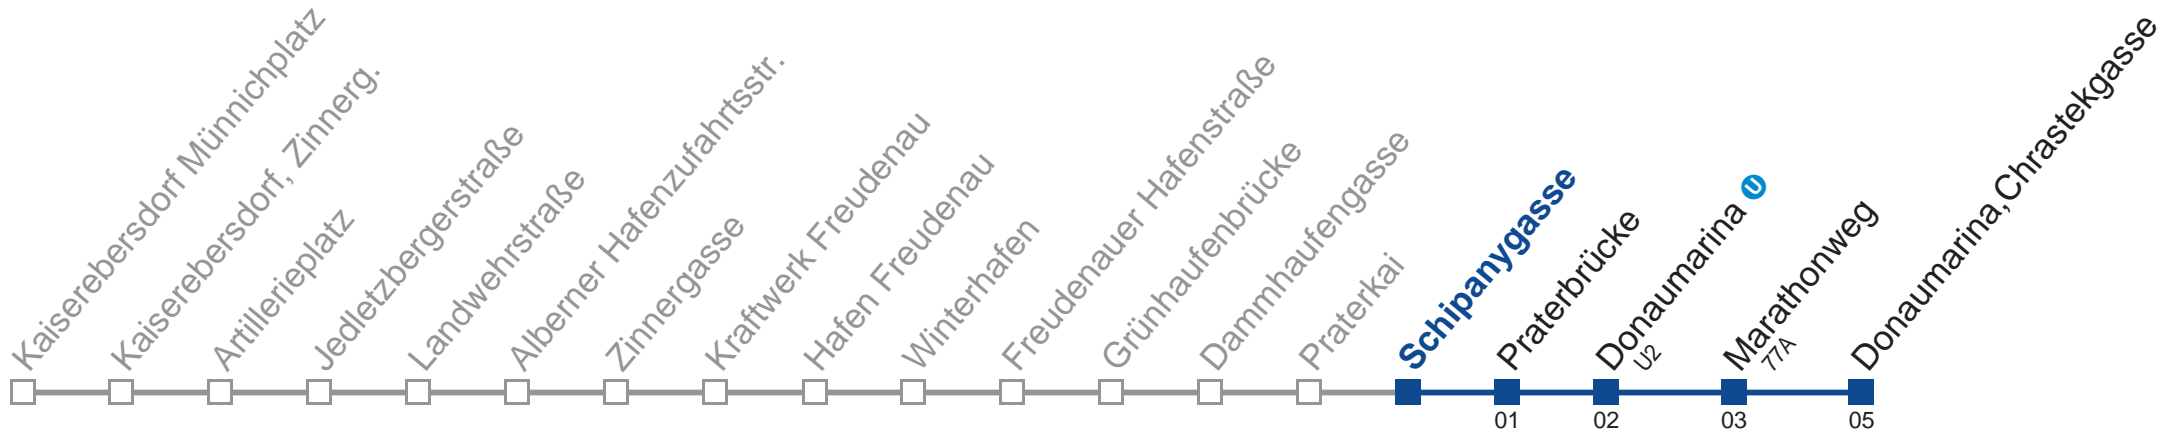 Kaiserebersdorf Münnichplatz
Kaiserebersdorf, Zinnerg.
Artillerieplatz
Jedletzbergerstraße
Landwehrstraße
Alberner Hafenzufahrtsstr.
Zinnergasse
Kraftwerk Freudenau
Hafen Freudenau
Winterhafen
Freudenauer Hafenstraße
Grünhaufenbrücke
Dammhaufengasse
Praterkai
Schipanygasse
Praterbrücke
01
Donaumarina U
U2
02
Marathonweg
77A
03
Donaumarina,Chrastekgasse
05